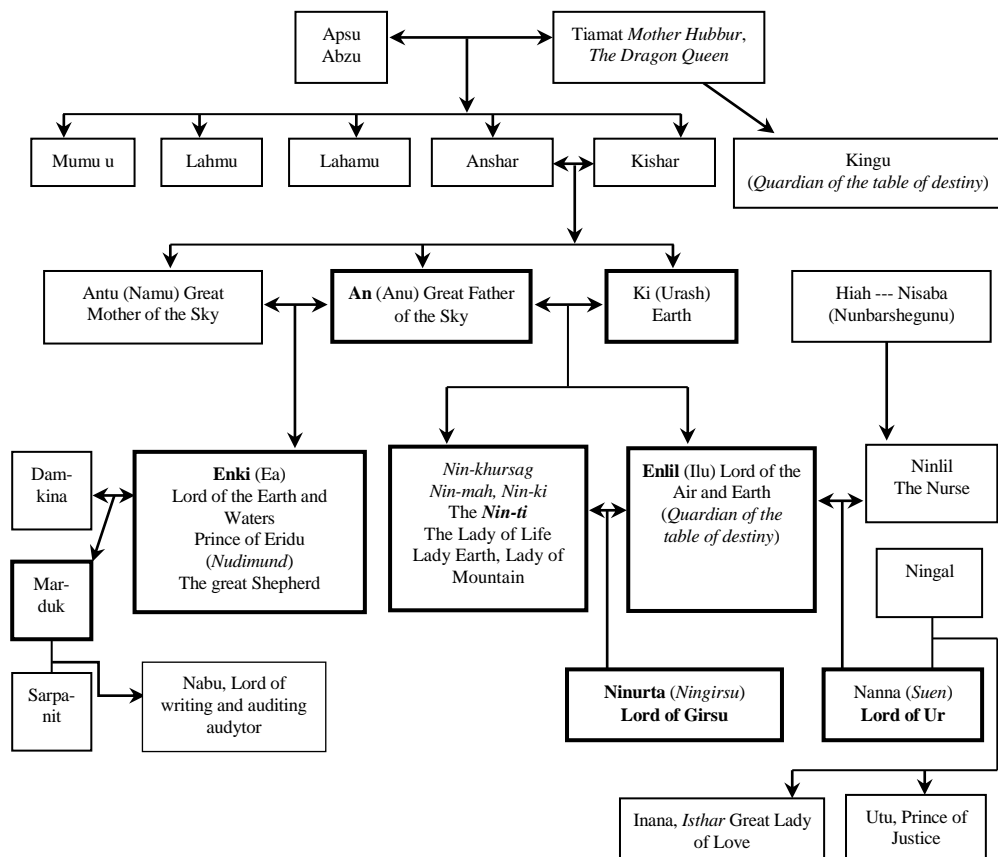 Apsu
Abzu
Tiamat Mother Hubbur,
The Dragon Queen
Mumu u
Lahmu
Lahamu
Anshar
Kishar
Kingu
(Quardian of the table of destiny)
Antu (Namu) Great
Mother of the Sky
An (Anu) Great Father
of the Sky
Ki (Urash)
Earth
Hiah --- Nisaba
(Nunbarshegunu)
Dam-
kina
Enki (Ea)
Lord of the Earth and
Waters
Prince of Eridu
(Nudimund)
The great Shepherd
Nin-khursag
Nin-mah, Nin-ki
The Nin-ti
The Lady of Life
Lady Earth, Lady of
Mountain
Enlil (Ilu) Lord of the
Air and Earth
(Quardian of the
table of destiny)
Ninlil
The Nurse
Mar-
duk
Ningal
Sarpa-
nit
Nabu, Lord of
writing and auditing
audytor
Ninurta (Ningirsu)
Lord of Girsu
Nanna (Suen)
Lord of Ur
Inana, Isthar Great Lady
of Love
Utu, Prince of
Justice